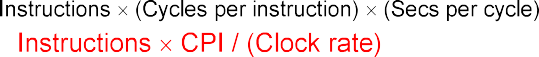 Instructions × (Cycles per instruction) × (Secs per cycle)
Instructions × CPI / (Clock rate)